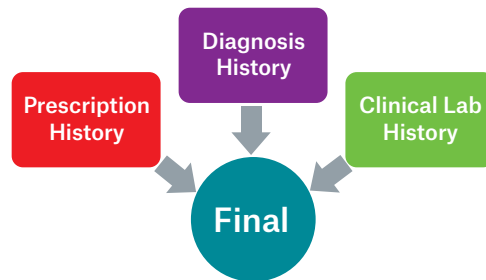 Diagnosis
History
Prescription
History
Clinical Lab
History
Final